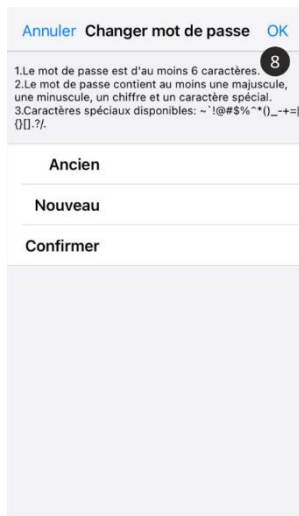 Annuler Changer mot de passe OK
8
1.Le mot de passe est d'au moins 6 caractères.
2.Le mot de passe contient au moins une majuscule,
une minuscule, un chiffre et un caractère spécial.
3.Caractères spéciaux disponibles: ~`!@#$%^*()_-+=|
{}[].?/.
Ancien
Nouveau
Confirmer